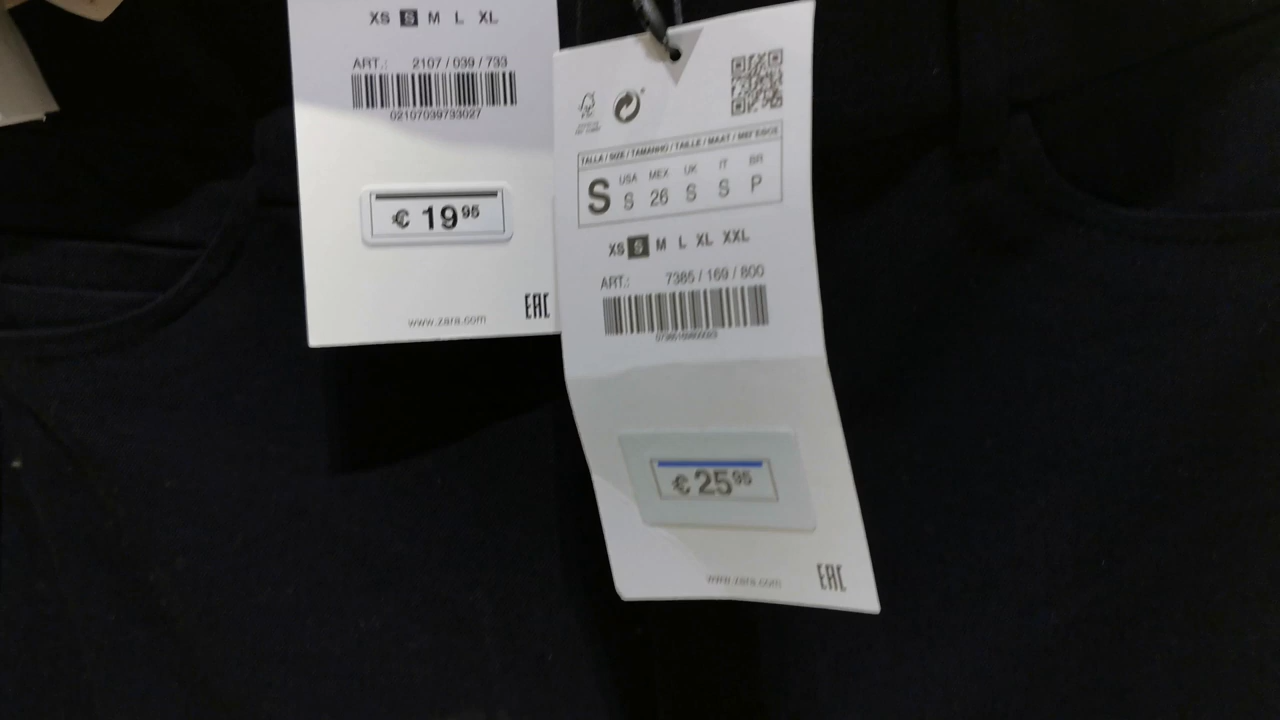 XS S M L XL
ART.: 2107 / 039 / 733
02107039733027
€ 19 95
EAC
www.zara.com
TALLA / SIZE / TAMANHO / TAILLE / MAAT /
S
USA MEX UK IT BR
S 26 S S P
XS S M L XL XXL
ART.: 7385 / 169 / 800
€ 25 95
www.zara.com
EAC